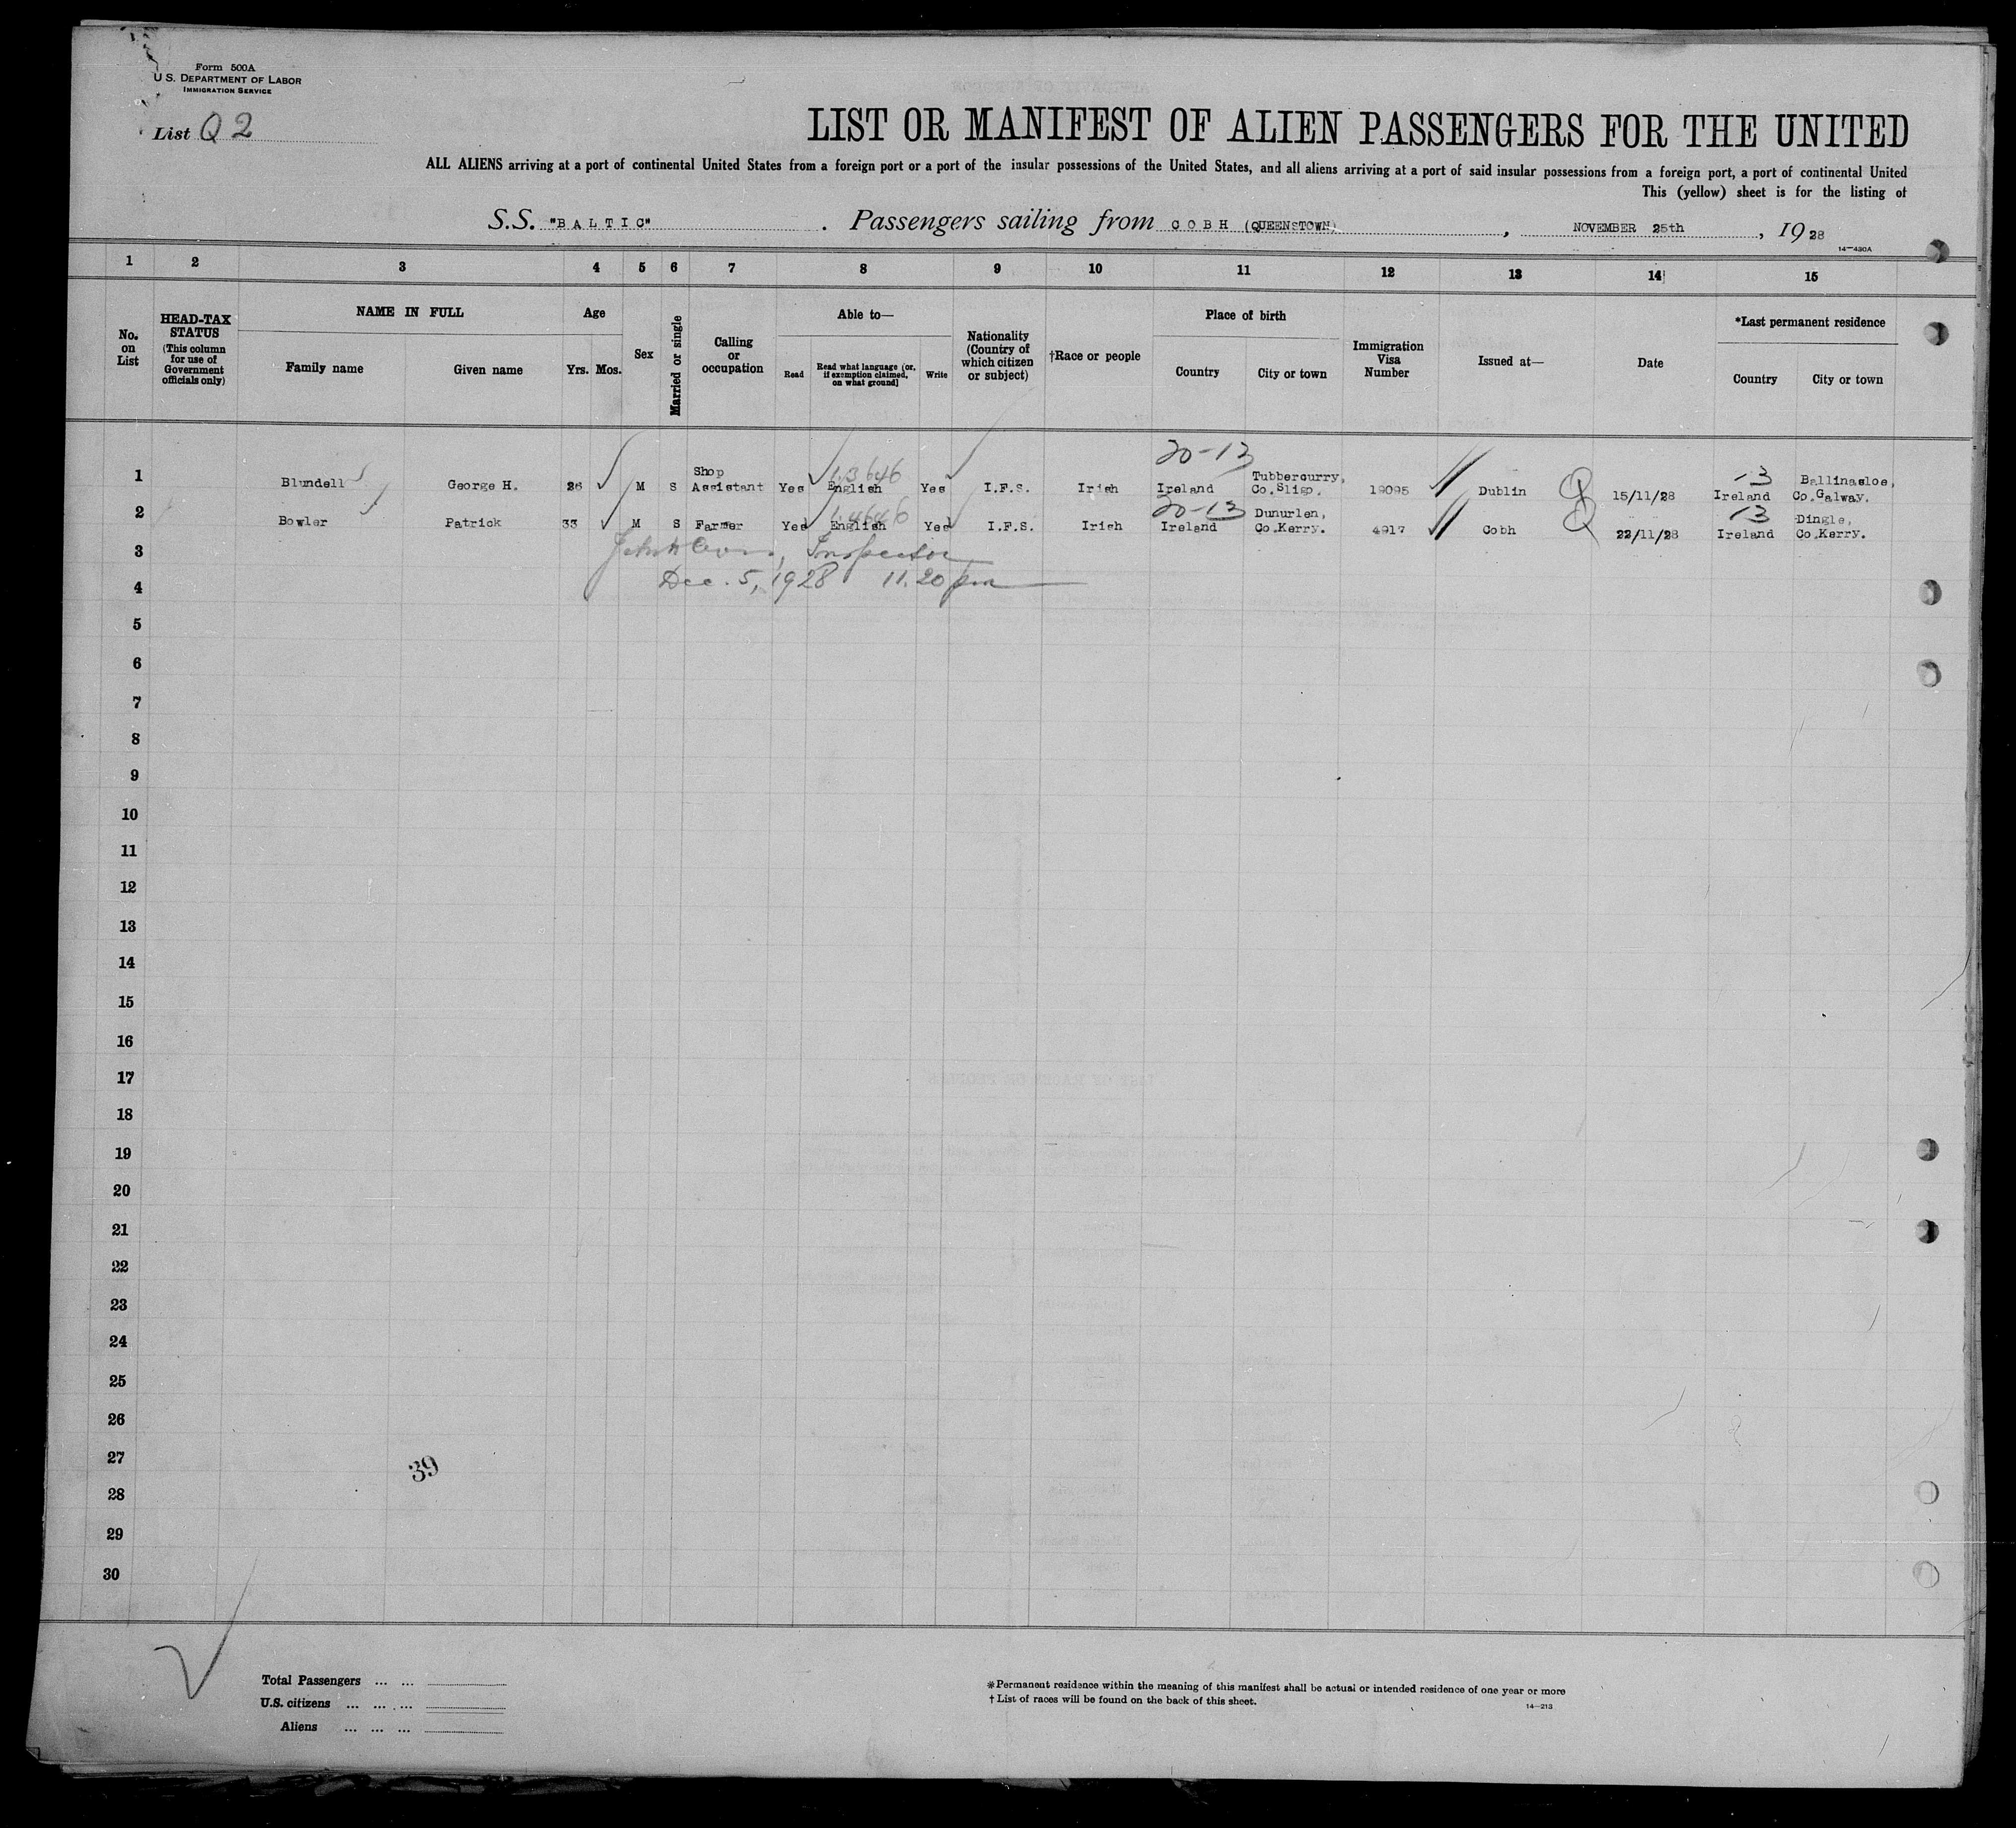 Form 500A
U.S. DEPARTMENT OF LABOR
IMMIGRATION SERVICE
List Q 2
LIST OR MANIFEST OF ALIEN PASSENGERS FOR THE UNITED
ALL ALIENS arriving at a port of continental United States from a foreign port or a port of the insular possessions of the United States, and all aliens arriving at a port of said insular possessions from a foreign port, a port of continental United
This (yellow) sheet is for the listing of
S.S. "BALTIC". Passengers sailing from COBH (QUEENSTOWN), NOVEMBER 25th, 1928
14-430A
1 2 3 4 5 6 7 8 9 10 11 12 13 14 15
No. on List
HEAD-TAX STATUS (This column for use of Government officials only)
NAME IN FULL
Family name Given name
Age
Yrs. Mos.
Sex
Married or single
Calling or occupation
Able to—
Read Read what language (or, if exemption claimed, on what ground) Write
Nationality (Country of which citizen or subject)
†Race or people
Place of birth
Country City or town
Immigration Visa Number
Issued at—
Date
*Last permanent residence
Country City or town
20-13
1 Blundell George H. 26 M S Shop Assistant Yes English Yes I.F.S. Irish Ireland Tubbercurry, Co.Sligo. 19095 Dublin 15/11/28 Ireland Ballinasloe, Co.Galway.
20-13 13
2 Bowler Patrick 33 M S Farmer Yes English Yes I.F.S. Irish Ireland Dunurlen, Co.Kerry. 4917 Cobh 22/11/28 Ireland Dingle, Co.Kerry.
3 Inspector
4 Dec. 5, 1928 11.20 pm
5
6
7
8
9
10
11
12
13
14
15
16
17
18
19
20
21
22
23
24
25
26
27
39
28
29
30
Total Passengers ... ...
U.S. citizens ... ... ...
Aliens ... ... ...
*Permanent residence within the meaning of this manifest shall be actual or intended residence of one year or more
† List of races will be found on the back of this sheet.
14-213